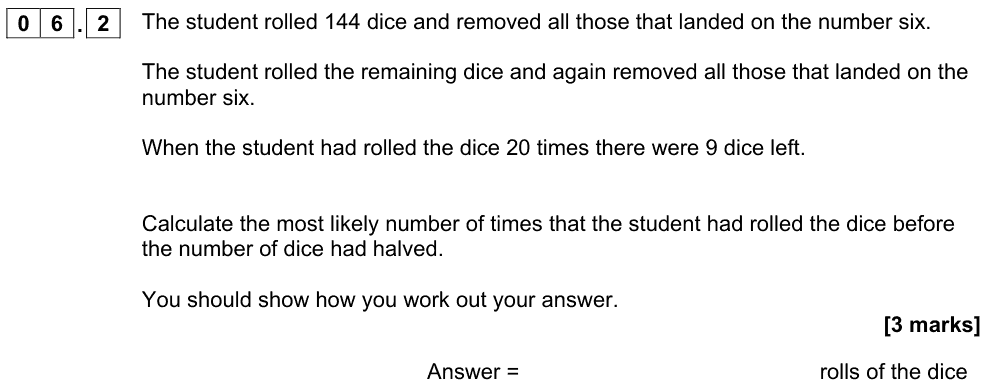 0 6 . 2 The student rolled 144 dice and removed all those that landed on the number six.
The student rolled the remaining dice and again removed all those that landed on the
number six.
When the student had rolled the dice 20 times there were 9 dice left.
Calculate the most likely number of times that the student had rolled the dice before
the number of dice had halved.
You should show how you work out your answer.
[3 marks]
Answer = rolls of the dice